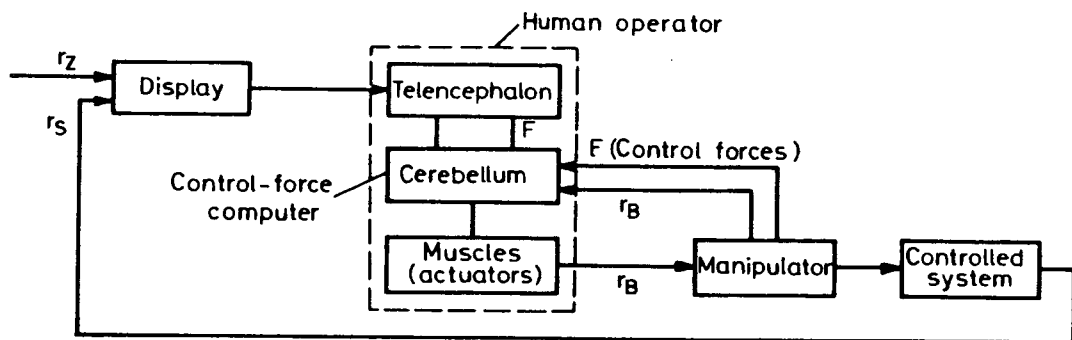 Human operator
r_Z
Display
r_S
Telencephalon
F
Cerebellum
F (Control forces)
r_B
Control-force
computer
Muscles
(actuators)
r_B
Manipulator
Controlled
system